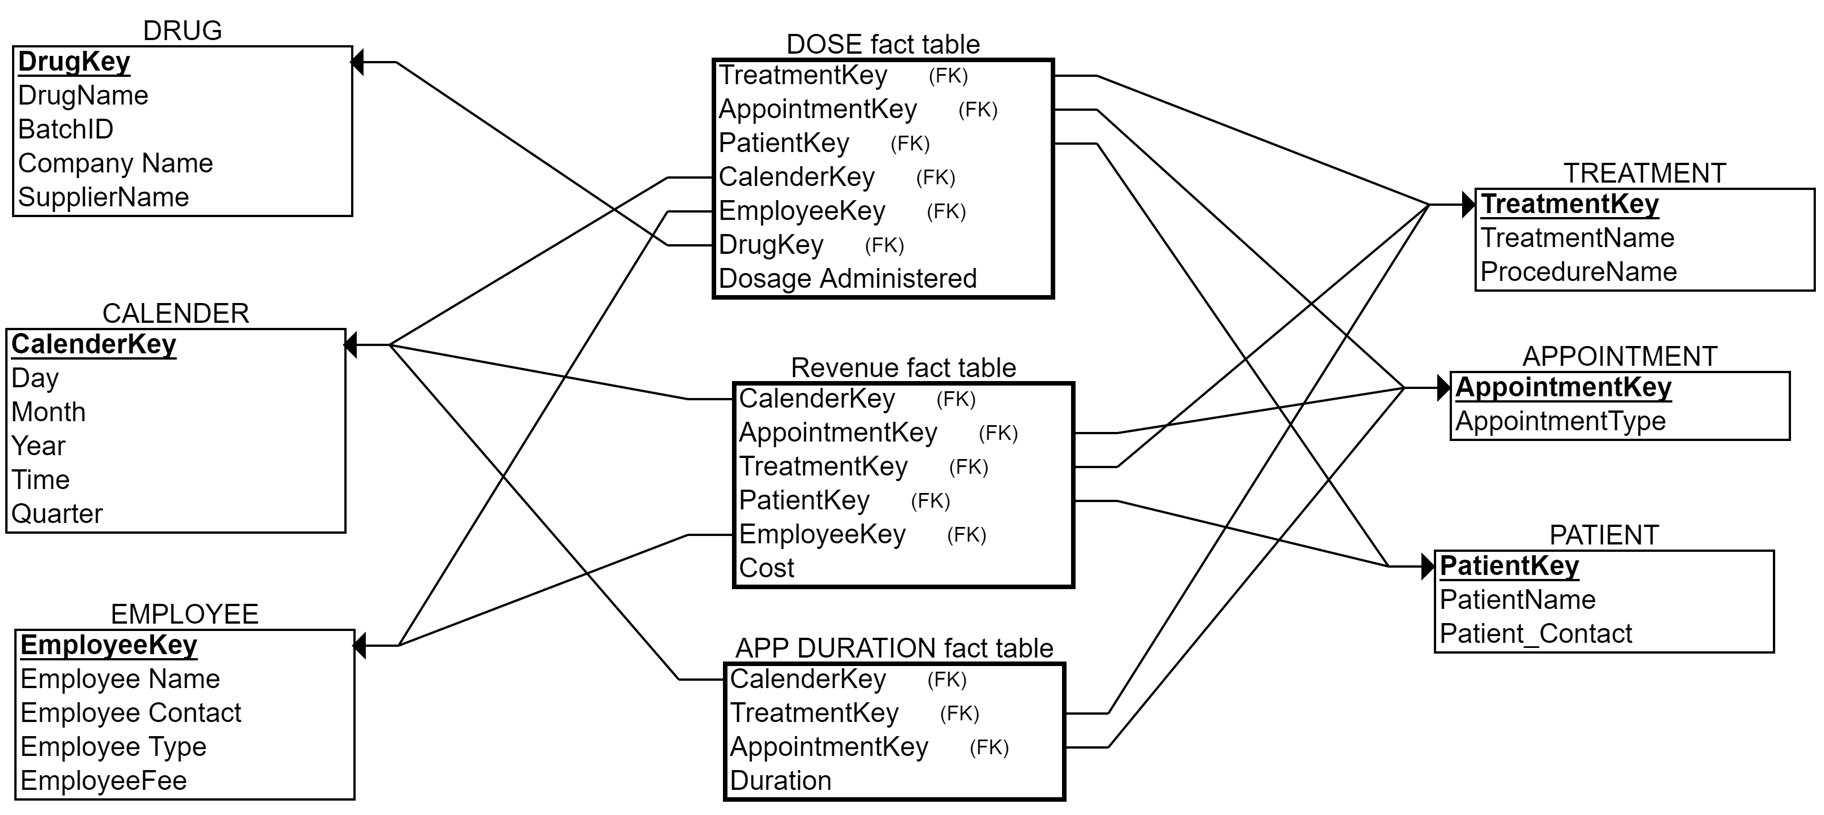 DRUG
DrugKey
DrugName
BatchID
Company Name
SupplierName
CALENDER
CalenderKey
Day
Month
Year
Time
Quarter
EMPLOYEE
EmployeeKey
Employee Name
Employee Contact
Employee Type
EmployeeFee
DOSE fact table
TreatmentKey (FK)
AppointmentKey (FK)
PatientKey (FK)
CalenderKey (FK)
EmployeeKey (FK)
DrugKey (FK)
Dosage Administered
Revenue fact table
CalenderKey (FK)
AppointmentKey (FK)
TreatmentKey (FK)
PatientKey (FK)
EmployeeKey (FK)
Cost
APP DURATION fact table
CalenderKey (FK)
TreatmentKey (FK)
AppointmentKey (FK)
Duration
TREATMENT
TreatmentKey
TreatmentName
ProcedureName
APPOINTMENT
AppointmentKey
AppointmentType
PATIENT
PatientKey
PatientName
Patient_Contact